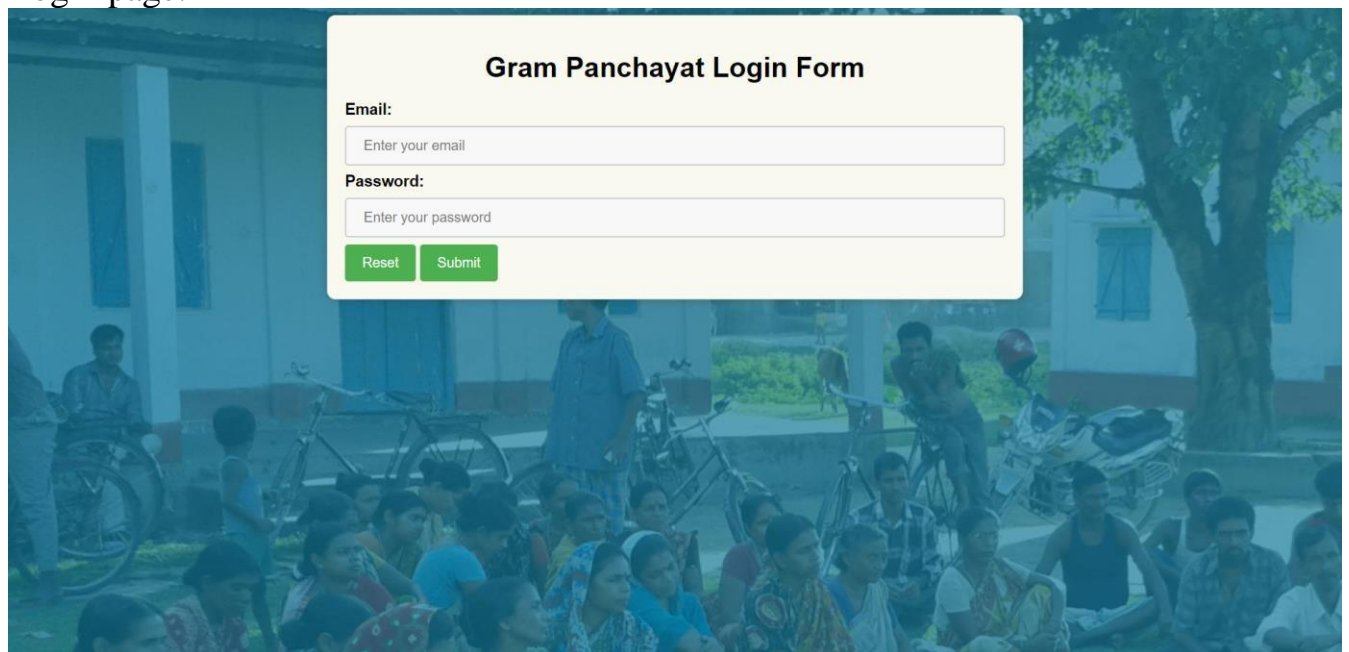 Gram Panchayat Login Form
Email:
Enter your email
Password:
Enter your password
Reset Submit